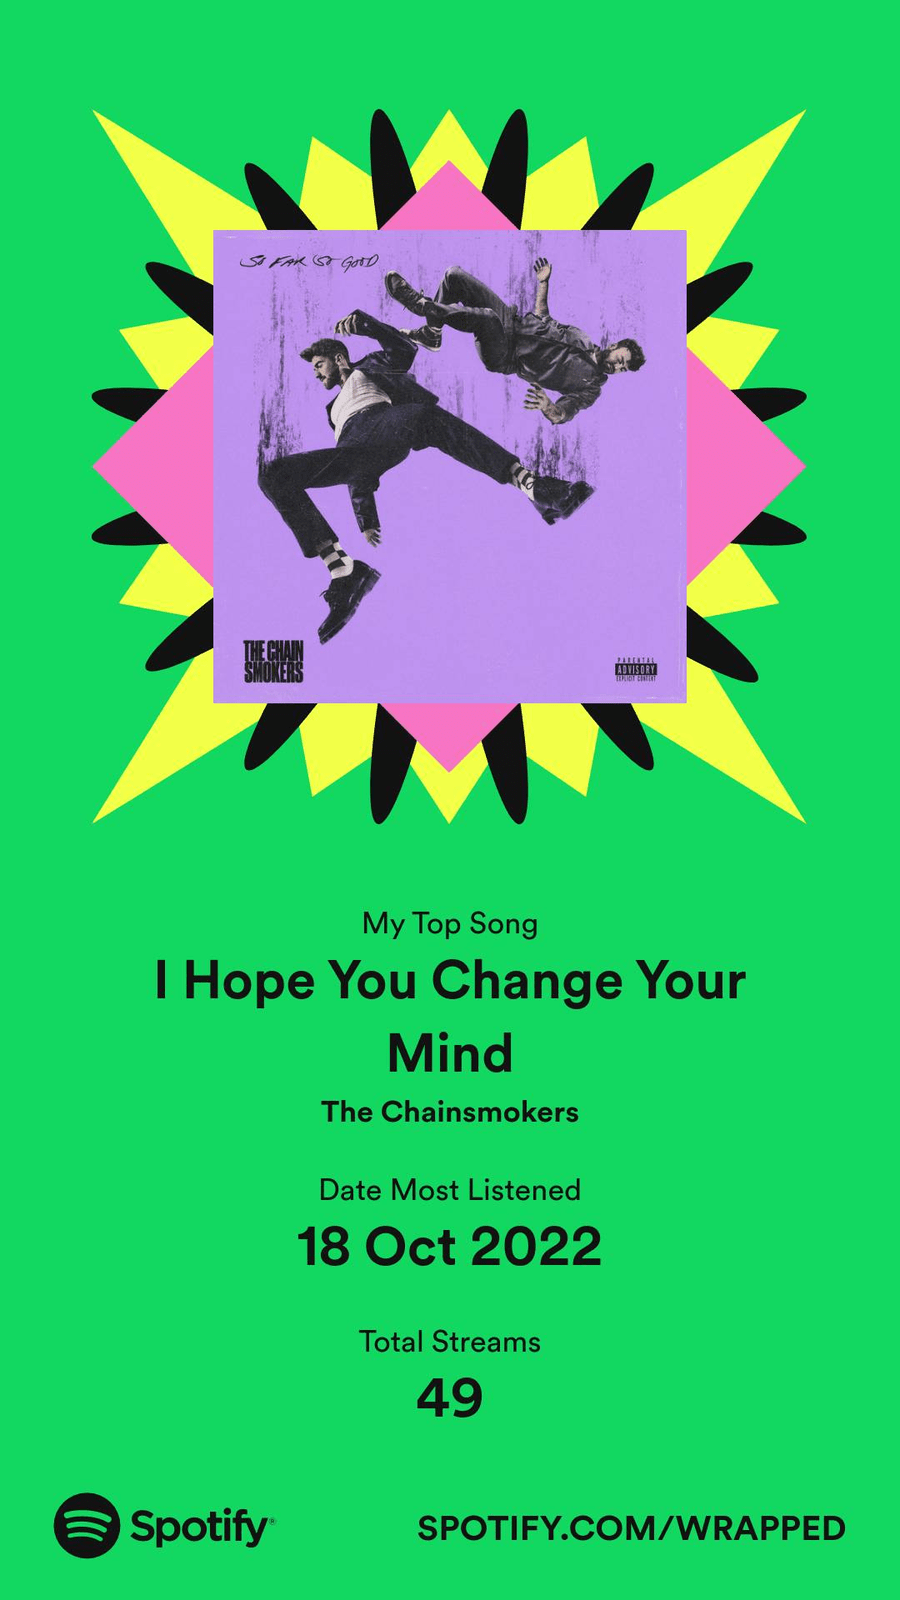 So FAR So GooD
THE CHAIN
SMOKERS
PARENTAL
ADVISORY
EXPLICIT CONTENT
My Top Song
I Hope You Change Your
Mind
The Chainsmokers
Date Most Listened
18 Oct 2022
Total Streams
49
Spotify®
SPOTIFY.COM/WRAPPED